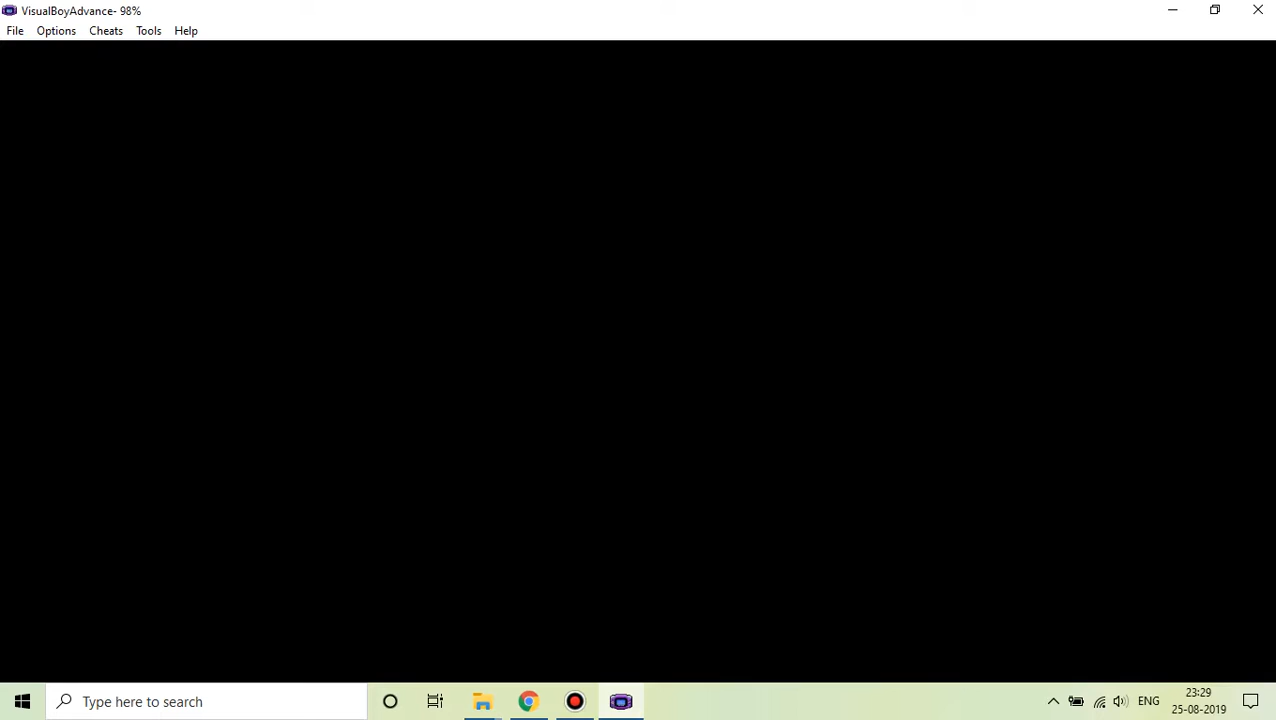 VisualBoyAdvance- 98%
File Options Cheats Tools Help
Type here to search
ENG
23:29
25-08-2019